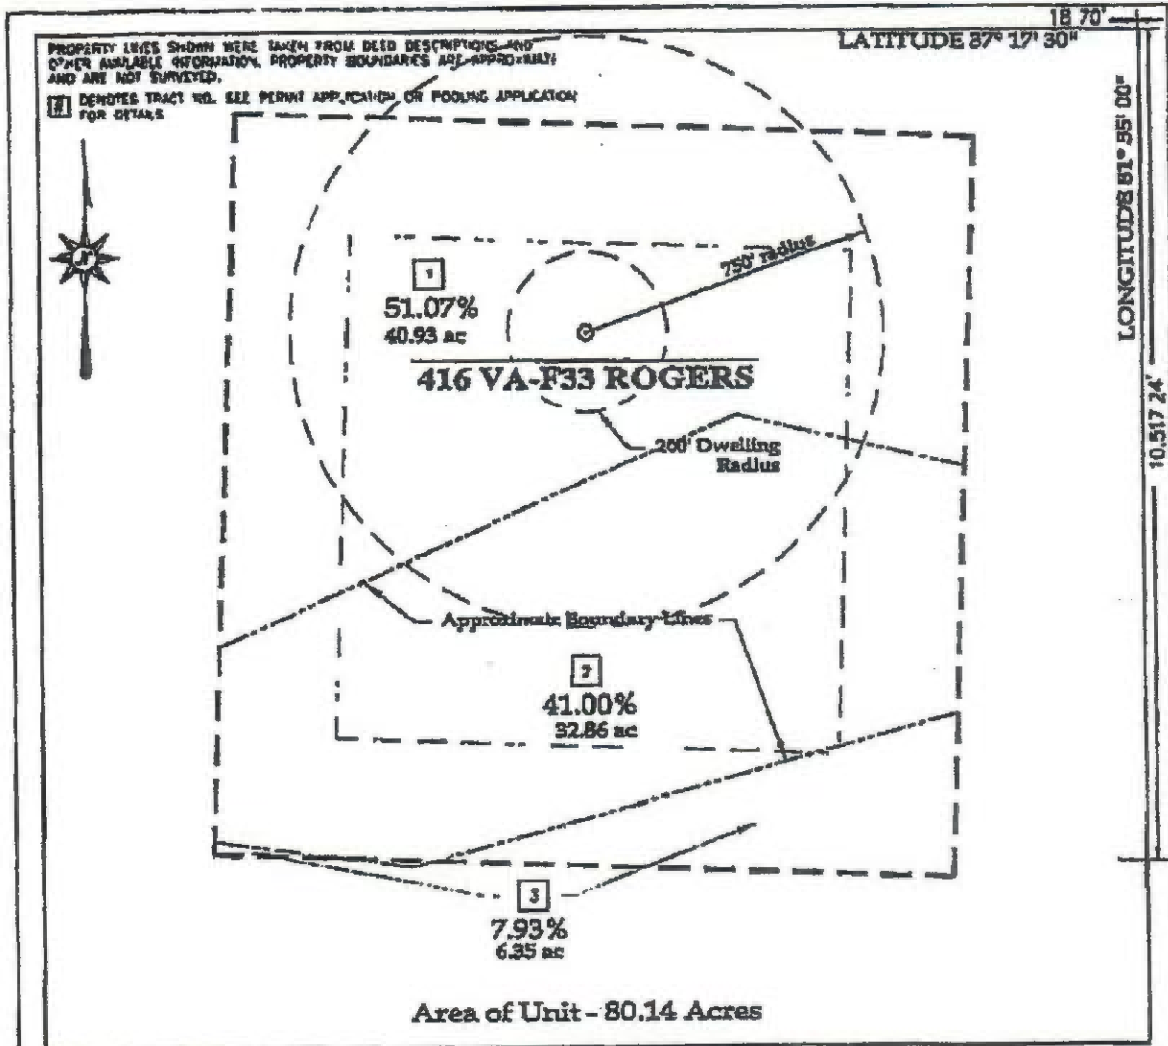 18 70'
LATITUDE 37° 17' 30"
PROPERTY LINES SHOWN WERE TAKEN FROM DEED DESCRIPTIONS AND
OTHER AVAILABLE INFORMATION, PROPERTY BOUNDARIES ARE APPROXIMATE
AND ARE NOT SURVEYED.
# DENOTES TRACT NO. SEE PERMIT APPLICATION OR POOLING APPLICATION
FOR DETAILS
LONGITUDE 81° 55' 00"
10,517 24'
N
750' radius
1
51.07%
40.93 ac
416 VA-F33 ROGERS
200' Dwelling
Radius
Approximate Boundary Lines
2
41.00%
32.86 ac
3
7.93%
6.35 ac
Area of Unit - 80.14 Acres